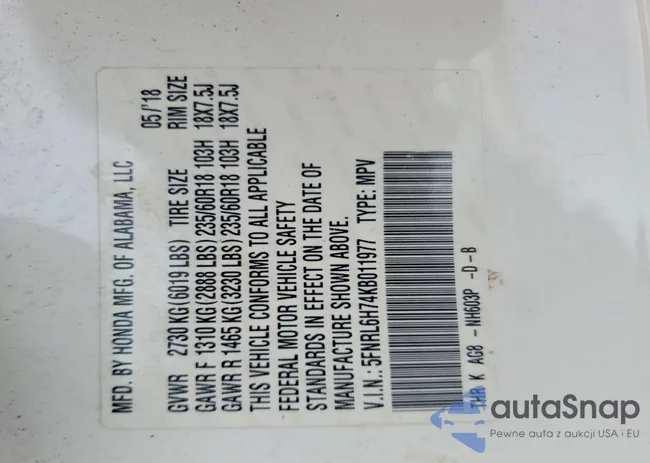 MFD. BY HONDA MFG. OF ALABAMA, LLC 05/'18
GVWR 2730 KG (6019 LBS) TIRE SIZE RIM SIZE
GAWR F 1310 KG (2888 LBS) 235/60R18 103H 18X7.5J
GAWR R 1465 KG (3230 LBS) 235/60R18 103H 18X7.5J
THIS VEHICLE CONFORMS TO ALL APPLICABLE
FEDERAL MOTOR VEHICLE SAFETY
STANDARDS IN EFFECT ON THE DATE OF
MANUFACTURE SHOWN ABOVE.
V.I.N.: 5FNRL6H74KB011977 TYPE: MPV
THR K AG8 - NH603P -D-B
autaSnap
Pewne auta z aukcji USA i EU